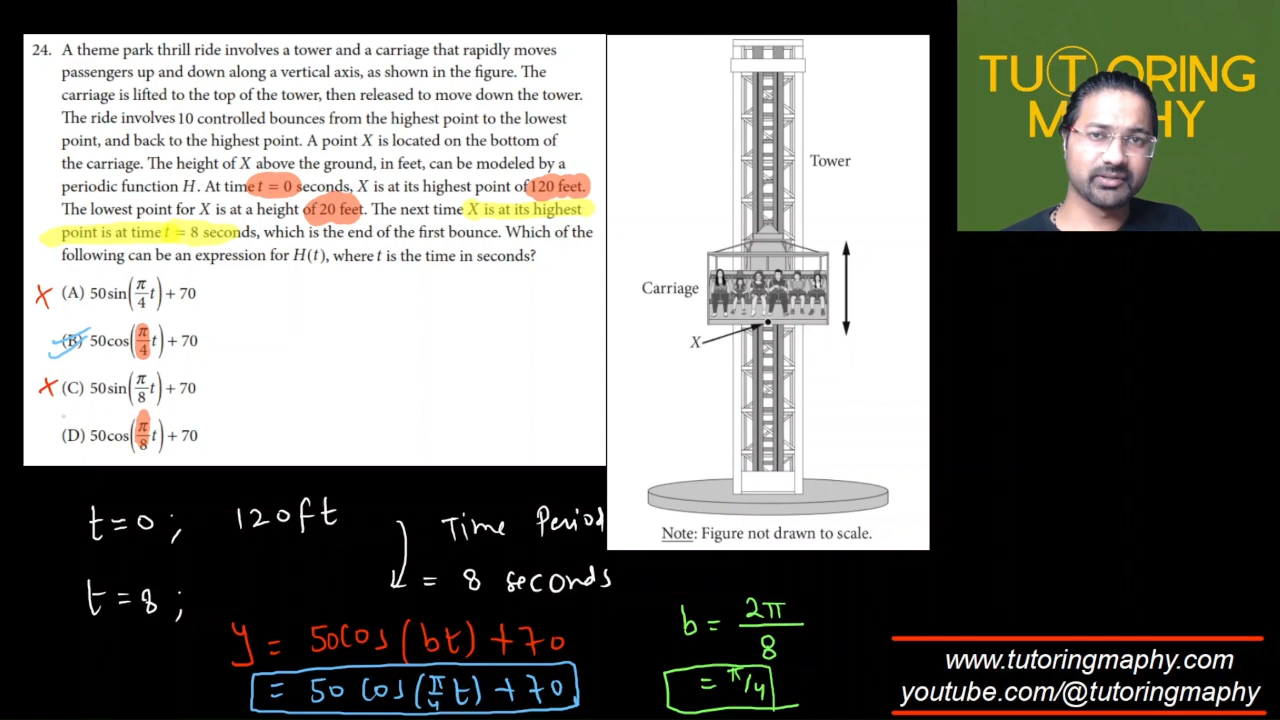 24. A theme park thrill ride involves a tower and a carriage that rapidly moves
passengers up and down along a vertical axis, as shown in the figure. The
carriage is lifted to the top of the tower, then released to move down the tower.
The ride involves 10 controlled bounces from the highest point to the lowest
point, and back to the highest point. A point X is located on the bottom of
the carriage. The height of X above the ground, in feet, can be modeled by a
periodic function H. At time t = 0 seconds, X is at its highest point of 120 feet.
The lowest point for X is at a height of 20 feet. The next time X is at its highest
point is at time t = 8 seconds, which is the end of the first bounce. Which of the
following can be an expression for H(t), where t is the time in seconds?
(A) 50sin(π/4 t) + 70
(B) 50cos(π/4 t) + 70
(C) 50sin(π/8 t) + 70
(D) 50cos(π/8 t) + 70
Tower
Carriage
X
Note: Figure not drawn to scale.
TUTORING
MAPHY
t=0; 120ft
Time Period
= 8 seconds
t=8;
y = 50cos(bt)+70
= 50 cos(π/4 t)+70
b = 2π/8
= π/4
www.tutoringmaphy.com
youtube.com/@tutoringmaphy